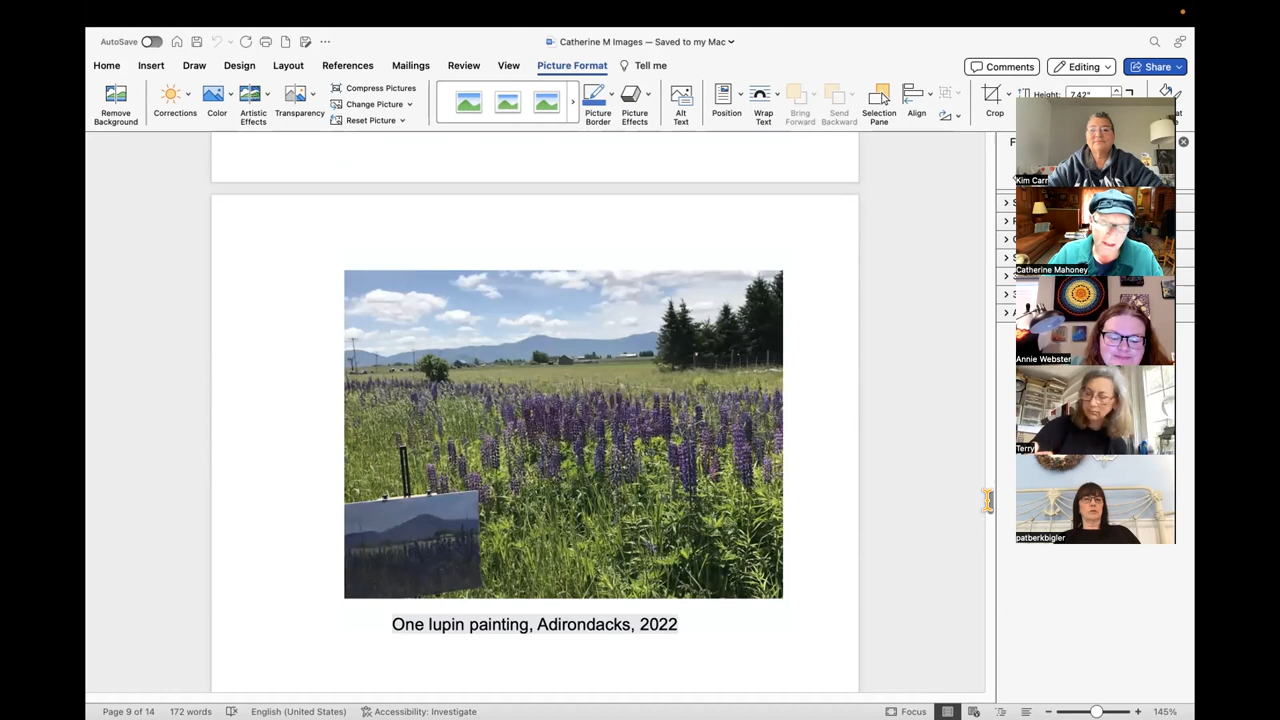 AutoSave
Catherine M Images — Saved to my Mac
Home Insert Draw Design Layout References Mailings Review View Picture Format Tell me
Comments Editing Share
Remove Background
Corrections
Color
Artistic Effects
Transparency
Compress Pictures
Change Picture
Reset Picture
Picture Border
Picture Effects
Alt Text
Position
Wrap Text
Bring Forward
Send Backward
Selection Pane
Align
Crop
Height: 7.42"
Kim Carr
Catherine Mahoney
Annie Webster
Terry
patberkbigler
One lupin painting, Adirondacks, 2022
Page 9 of 14 172 words English (United States) Accessibility: Investigate Focus 145%